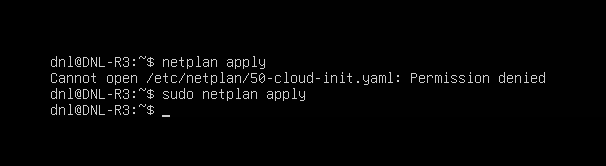 dnl@DNL-R3:~$ netplan apply
Cannot open /etc/netplan/50-cloud-init.yaml: Permission denied
dnl@DNL-R3:~$ sudo netplan apply
dnl@DNL-R3:~$ _